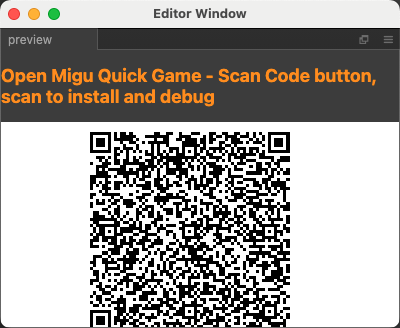 Editor Window
preview
Open Migu Quick Game - Scan Code button,
scan to install and debug